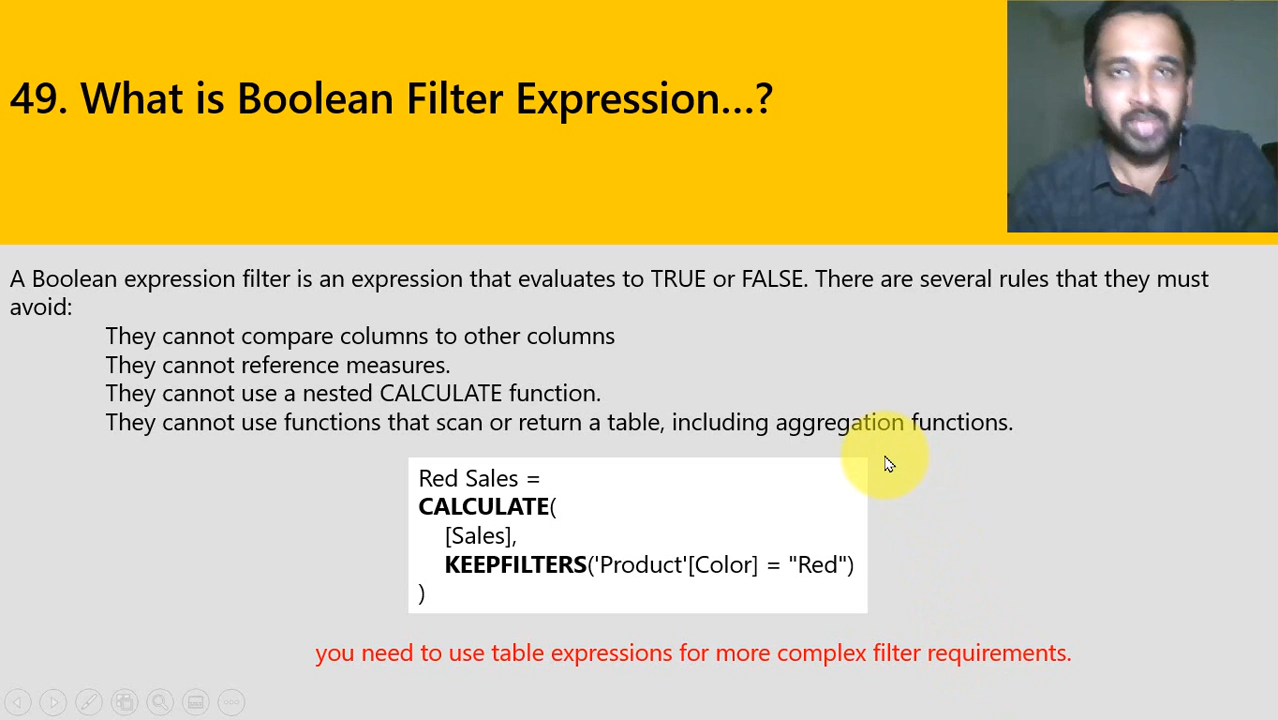 49. What is Boolean Filter Expression...?
A Boolean expression filter is an expression that evaluates to TRUE or FALSE. There are several rules that they must
avoid:
They cannot compare columns to other columns
They cannot reference measures.
They cannot use a nested CALCULATE function.
They cannot use functions that scan or return a table, including aggregation functions.
Red Sales =
CALCULATE(
[Sales],
KEEPFILTERS('Product'[Color] = "Red")
)
you need to use table expressions for more complex filter requirements.